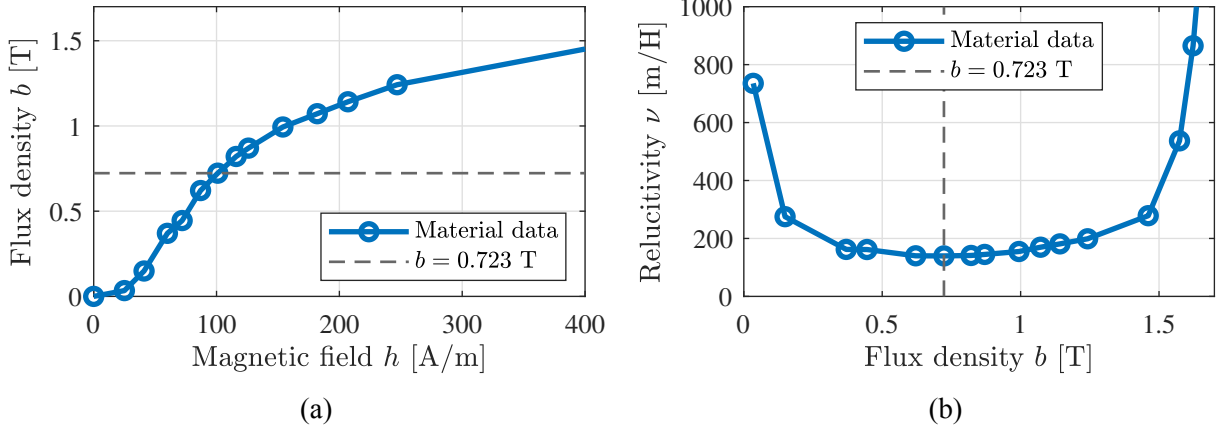 1.5
1
0.5
0
0
100
200
300
400
Flux density b [T]
Magnetic field h [A/m]
Material data
b = 0.723 T
(a)
1000
800
600
400
200
0
0
0.5
1
1.5
Relucitivity ν [m/H]
Flux density b [T]
Material data
b = 0.723 T
(b)